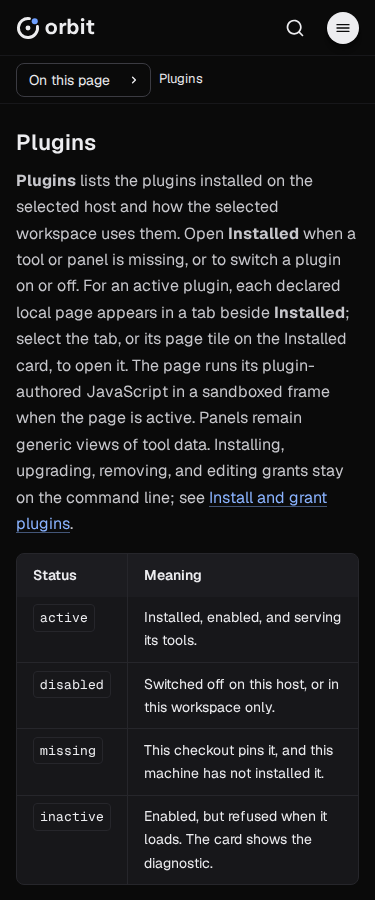 orbit
On this page
Plugins
Plugins
Plugins lists the plugins installed on the
selected host and how the selected
workspace uses them. Open Installed when a
tool or panel is missing, or to switch a plugin
on or off. For an active plugin, each declared
local page appears in a tab beside Installed;
select the tab, or its page tile on the Installed
card, to open it. The page runs its plugin-
authored JavaScript in a sandboxed frame
when the page is active. Panels remain
generic views of tool data. Installing,
upgrading, removing, and editing grants stay
on the command line; see Install and grant
plugins.
Status Meaning
active Installed, enabled, and serving
its tools.
disabled Switched off on this host, or in
this workspace only.
missing This checkout pins it, and this
machine has not installed it.
inactive Enabled, but refused when it
loads. The card shows the
diagnostic.